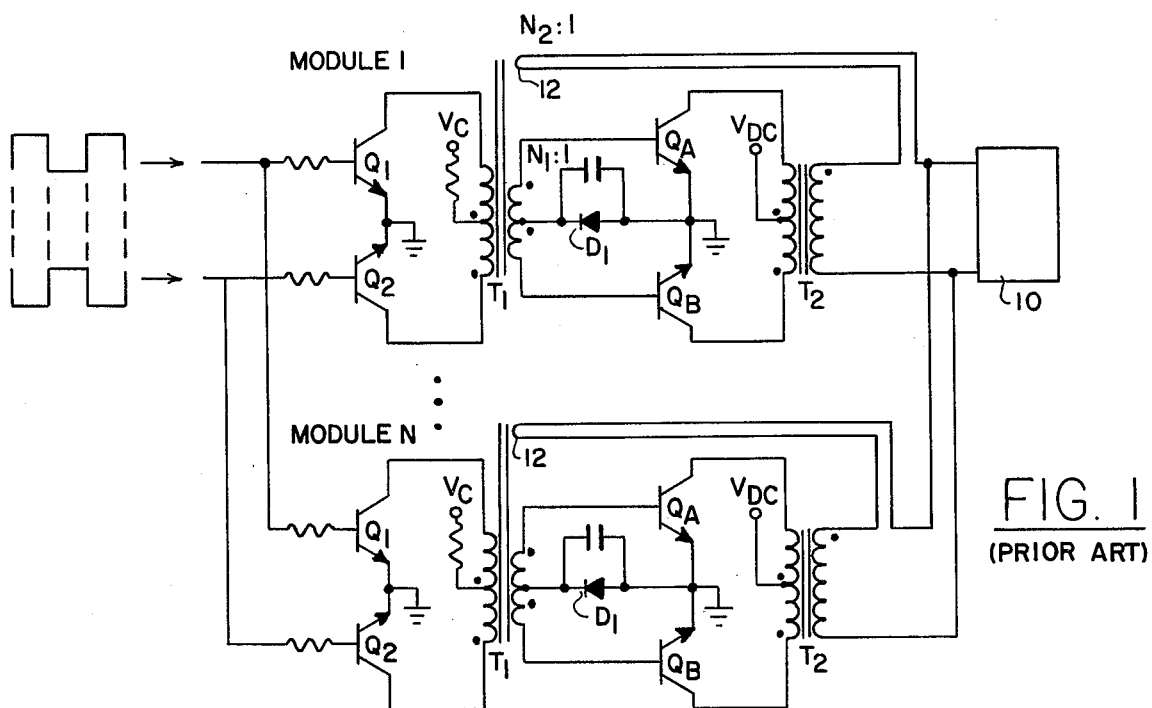 N2:1
MODULE 1
12
VC
Q1
N1:1
QA
VDC
D1
Q2
T1
QB
T2
10
MODULE N
12
VC
Q1
QA
VDC
D1
Q2
T1
QB
T2
FIG. 1
(PRIOR ART)